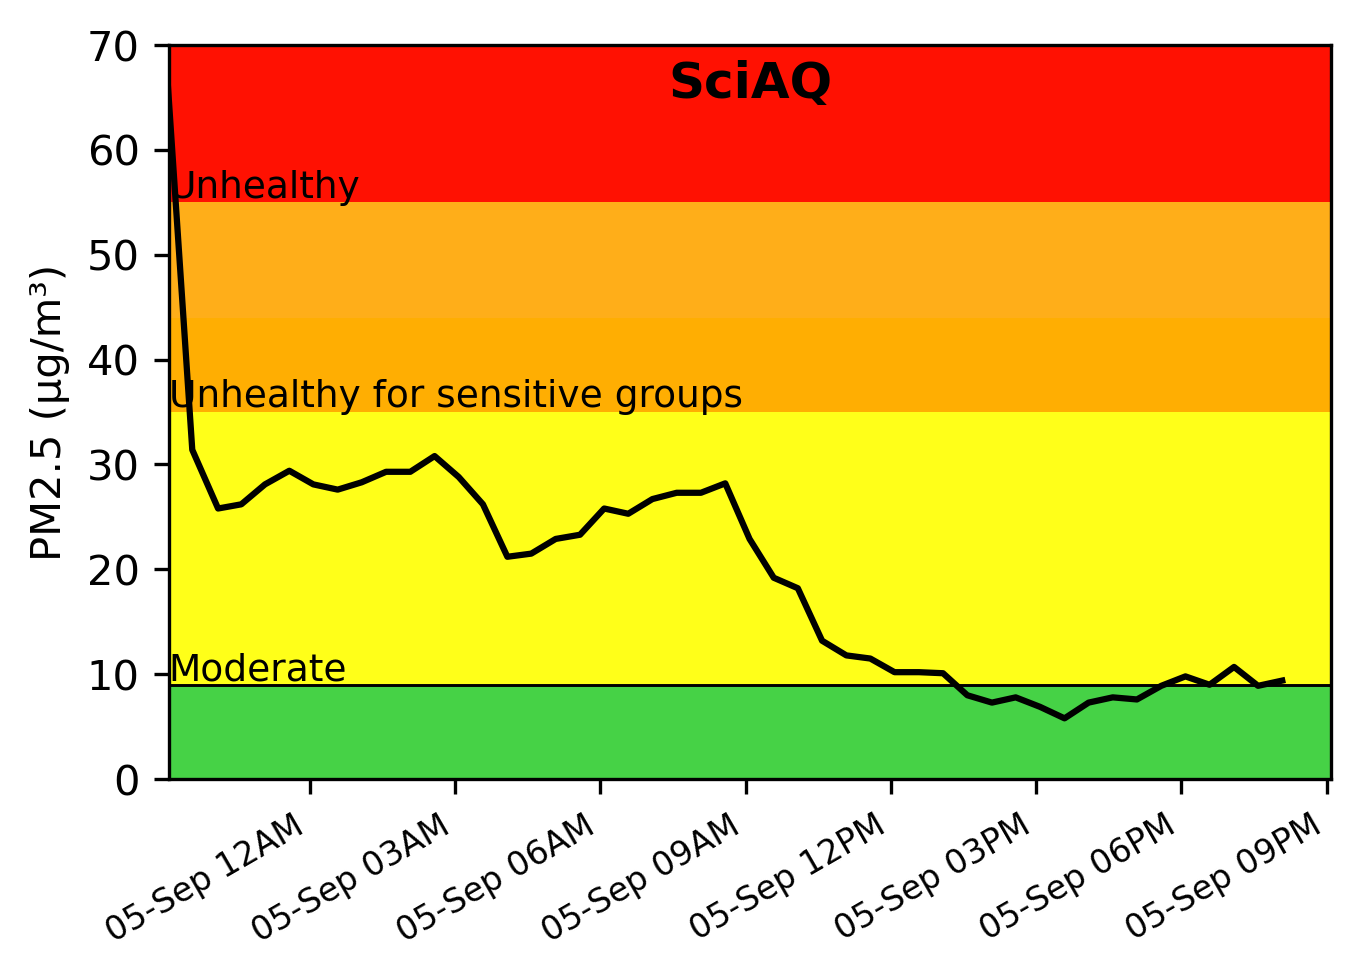 SciAQ
70
60
50
40
30
20
10
0
PM2.5 (µg/m³)
Unhealthy
Unhealthy for sensitive groups
Moderate
05-Sep 12AM
05-Sep 03AM
05-Sep 06AM
05-Sep 09AM
05-Sep 12PM
05-Sep 03PM
05-Sep 06PM
05-Sep 09PM